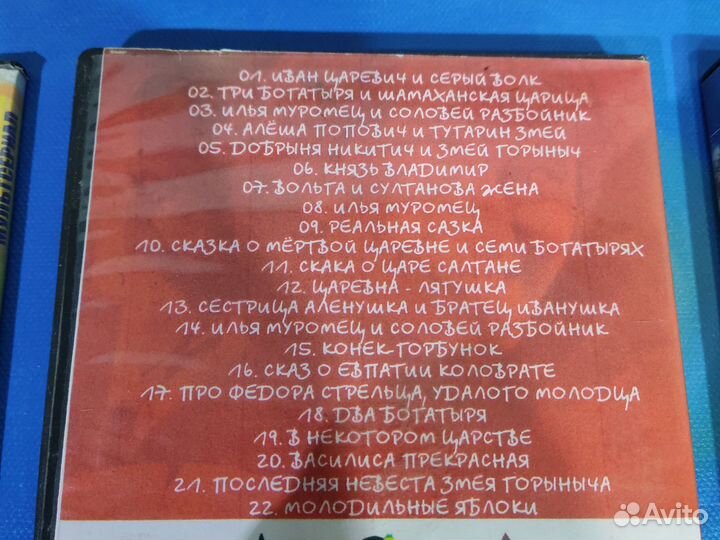 01. ИВАН ЦАРЕВИЧ И СЕРЫЙ ВОЛК
02. ТРИ БОГАТЫРЯ И ШАМАХАНСКАЯ ЦАРИЦА
03. ИЛЬЯ МУРОМЕЦ И СОЛОВЕЙ РАЗБОЙНИК
04. АЛЁША ПОПОВИЧ И ТУГАРИН ЗМЕЙ
05. ДОБРЫНЯ НИКИТИЧ И ЗМЕЙ ГОРЫНЫЧ
06. КНЯЗЬ ВЛАДИМИР
07. ВОЛЬГА И СУЛТАНОВА ЖЕНА
08. ИЛЬЯ МУРОМЕЦ
09. РЕАЛЬНАЯ САЗКА
10. СКАЗКА О МЁРТВОЙ ЦАРЕВНЕ И СЕМИ БОГАТЫРЯХ
11. СКАКА О ЦАРЕ САЛТАНЕ
12. ЦАРЕВНА - ЛЯГУШКА
13. СЕСТРИЦА АЛЕНУШКА И БРАТЕЦ ИВАНУШКА
14. ИЛЬЯ МУРОМЕЦ И СОЛОВЕЙ РАЗБОЙНИК
15. КОНЕК ГОРБУНОК
16. СКАЗ О ЕВПАТИИ КОЛОВРАТЕ
17. ПРО ФЕДОРА СТРЕЛЬЦА, УДАЛОГО МОЛОДЦА
18. ДВА БОГАТЫРЯ
19. В НЕКОТОРОМ ЦАРСТВЕ
20. ВАСИЛИСА ПРЕКРАСНАЯ
21. ПОСЛЕДНЯЯ НЕВЕСТА ЗМЕЯ ГОРЫНЫЧА
22. МОЛОДИЛЬНЫЕ ЯБЛОКИ
Avito